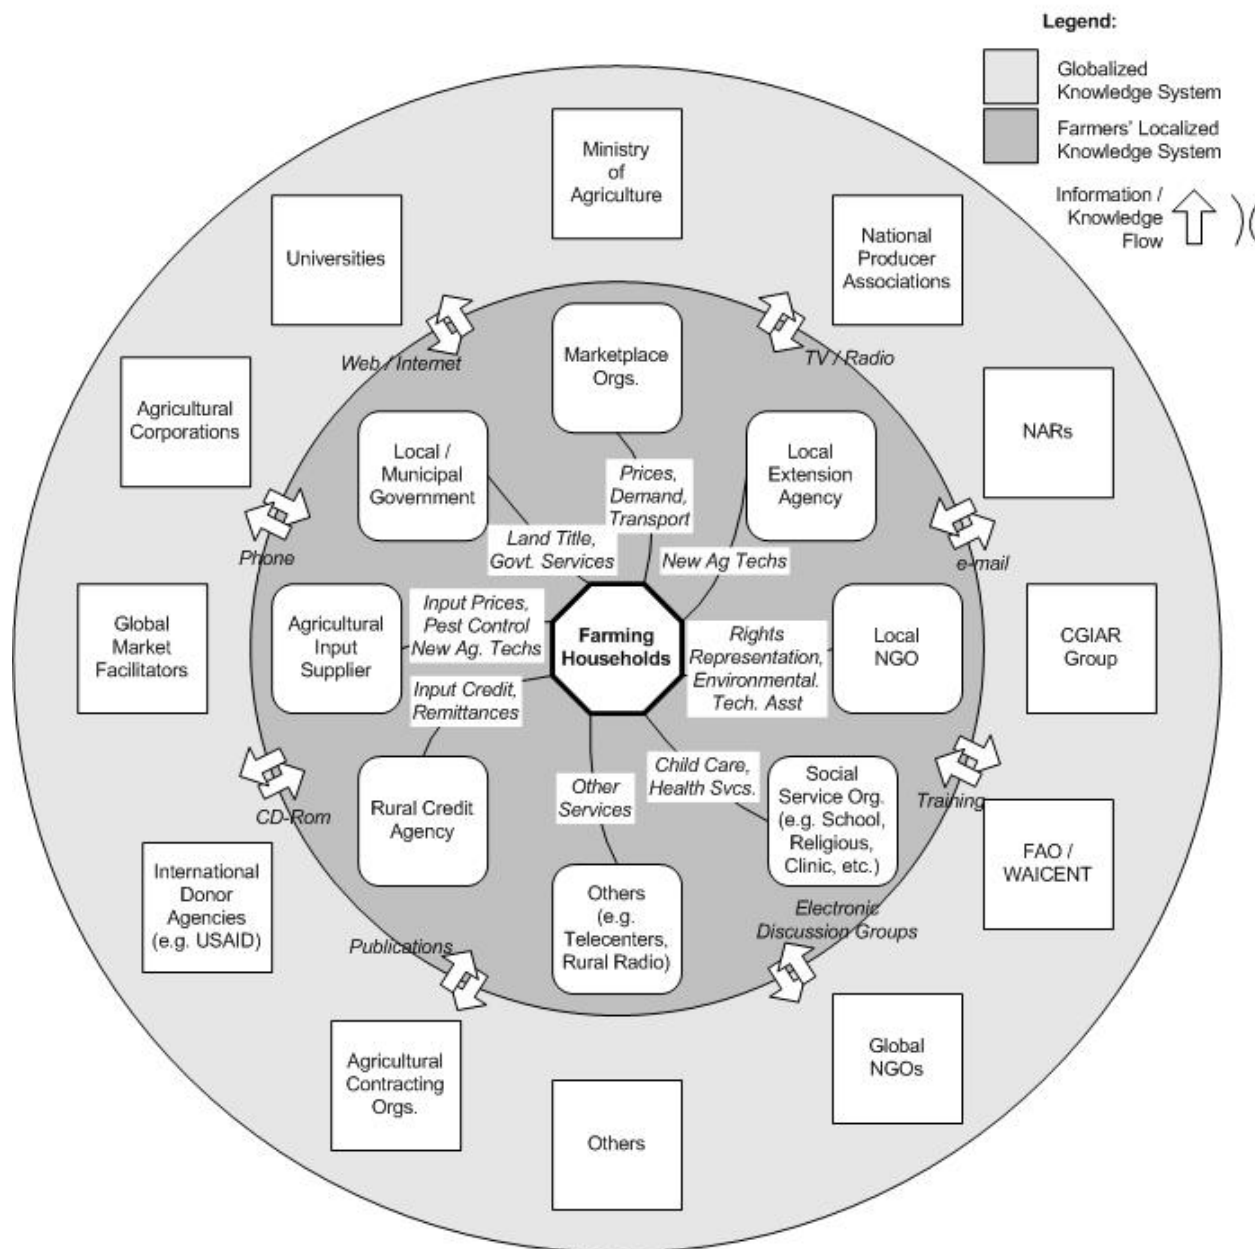 Legend:
Globalized
Knowledge System
Farmers' Localized
Knowledge System
Information /
Knowledge
Flow
Ministry
of
Agriculture
Universities
National
Producer
Associations
Web / Internet
TV / Radio
Marketplace
Orgs.
Agricultural
Corporations
NARs
Local /
Municipal
Government
Local
Extension
Agency
Prices,
Demand,
Transport
Land Title,
Govt. Services
New Ag Techs
Phone
e-mail
Global
Market
Facilitators
Agricultural
Input
Supplier
Input Prices,
Pest Control
New Ag. Techs
Farming
Households
Rights
Representation,
Environmental.
Tech. Asst
Local
NGO
CGIAR
Group
Input Credit,
Remittances
Rural Credit
Agency
Other
Services
Child Care,
Health Svcs.
Social
Service Org.
(e.g. School,
Religious,
Clinic, etc.)
CD-Rom
Training
International
Donor
Agencies
(e.g. USAID)
FAO /
WAICENT
Others
(e.g.
Telecenters,
Rural Radio)
Publications
Electronic
Discussion Groups
Agricultural
Contracting
Orgs.
Others
Global
NGOs